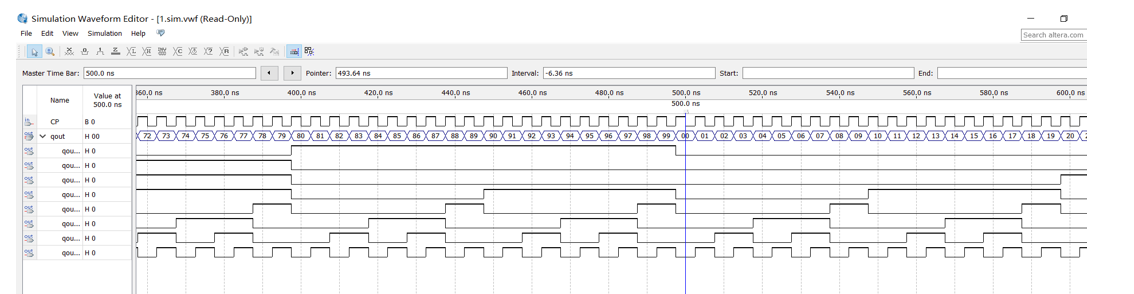 Simulation Waveform Editor - [1.sim.vwf (Read-Only)]
File Edit View Simulation Help
Search altera.com
Master Time Bar: 500.0 ns Pointer: 493.64 ns Interval: -6.36 ns Start: End:
Name Value at 500.0 ns
360.0 ns 380.0 ns 400.0 ns 420.0 ns 440.0 ns 460.0 ns 480.0 ns 500.0 ns 520.0 ns 540.0 ns 560.0 ns 580.0 ns 600.0 ns
500.0 ns
CP B 0
qout H 00 72 73 74 75 76 77 78 79 80 81 82 83 84 85 86 87 88 89 90 91 92 93 94 95 96 97 98 99 00 01 02 03 04 05 06 07 08 09 10 11 12 13 14 15 16 17 18 19 20
qou... H 0
qou... H 0
qou... H 0
qou... H 0
qou... H 0
qou... H 0
qou... H 0
qou... H 0